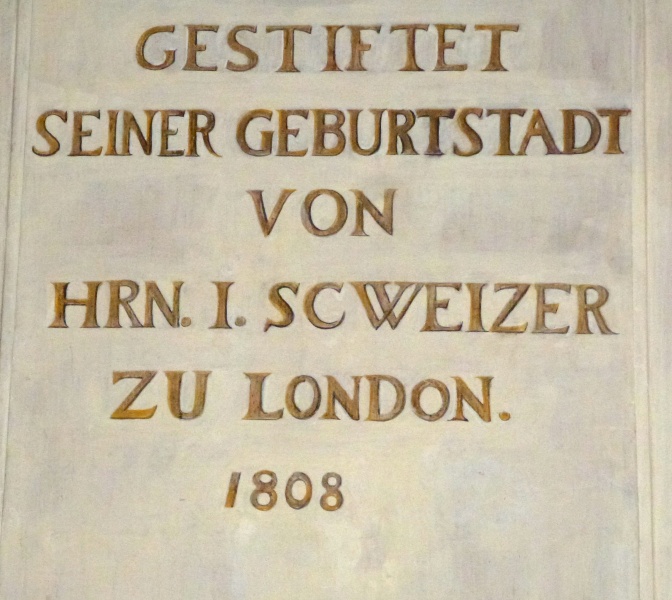 GESTIFTET
SEINER GEBURTSTADT
VON
HRN. I. SCWEIZER
ZU LONDON.
1808